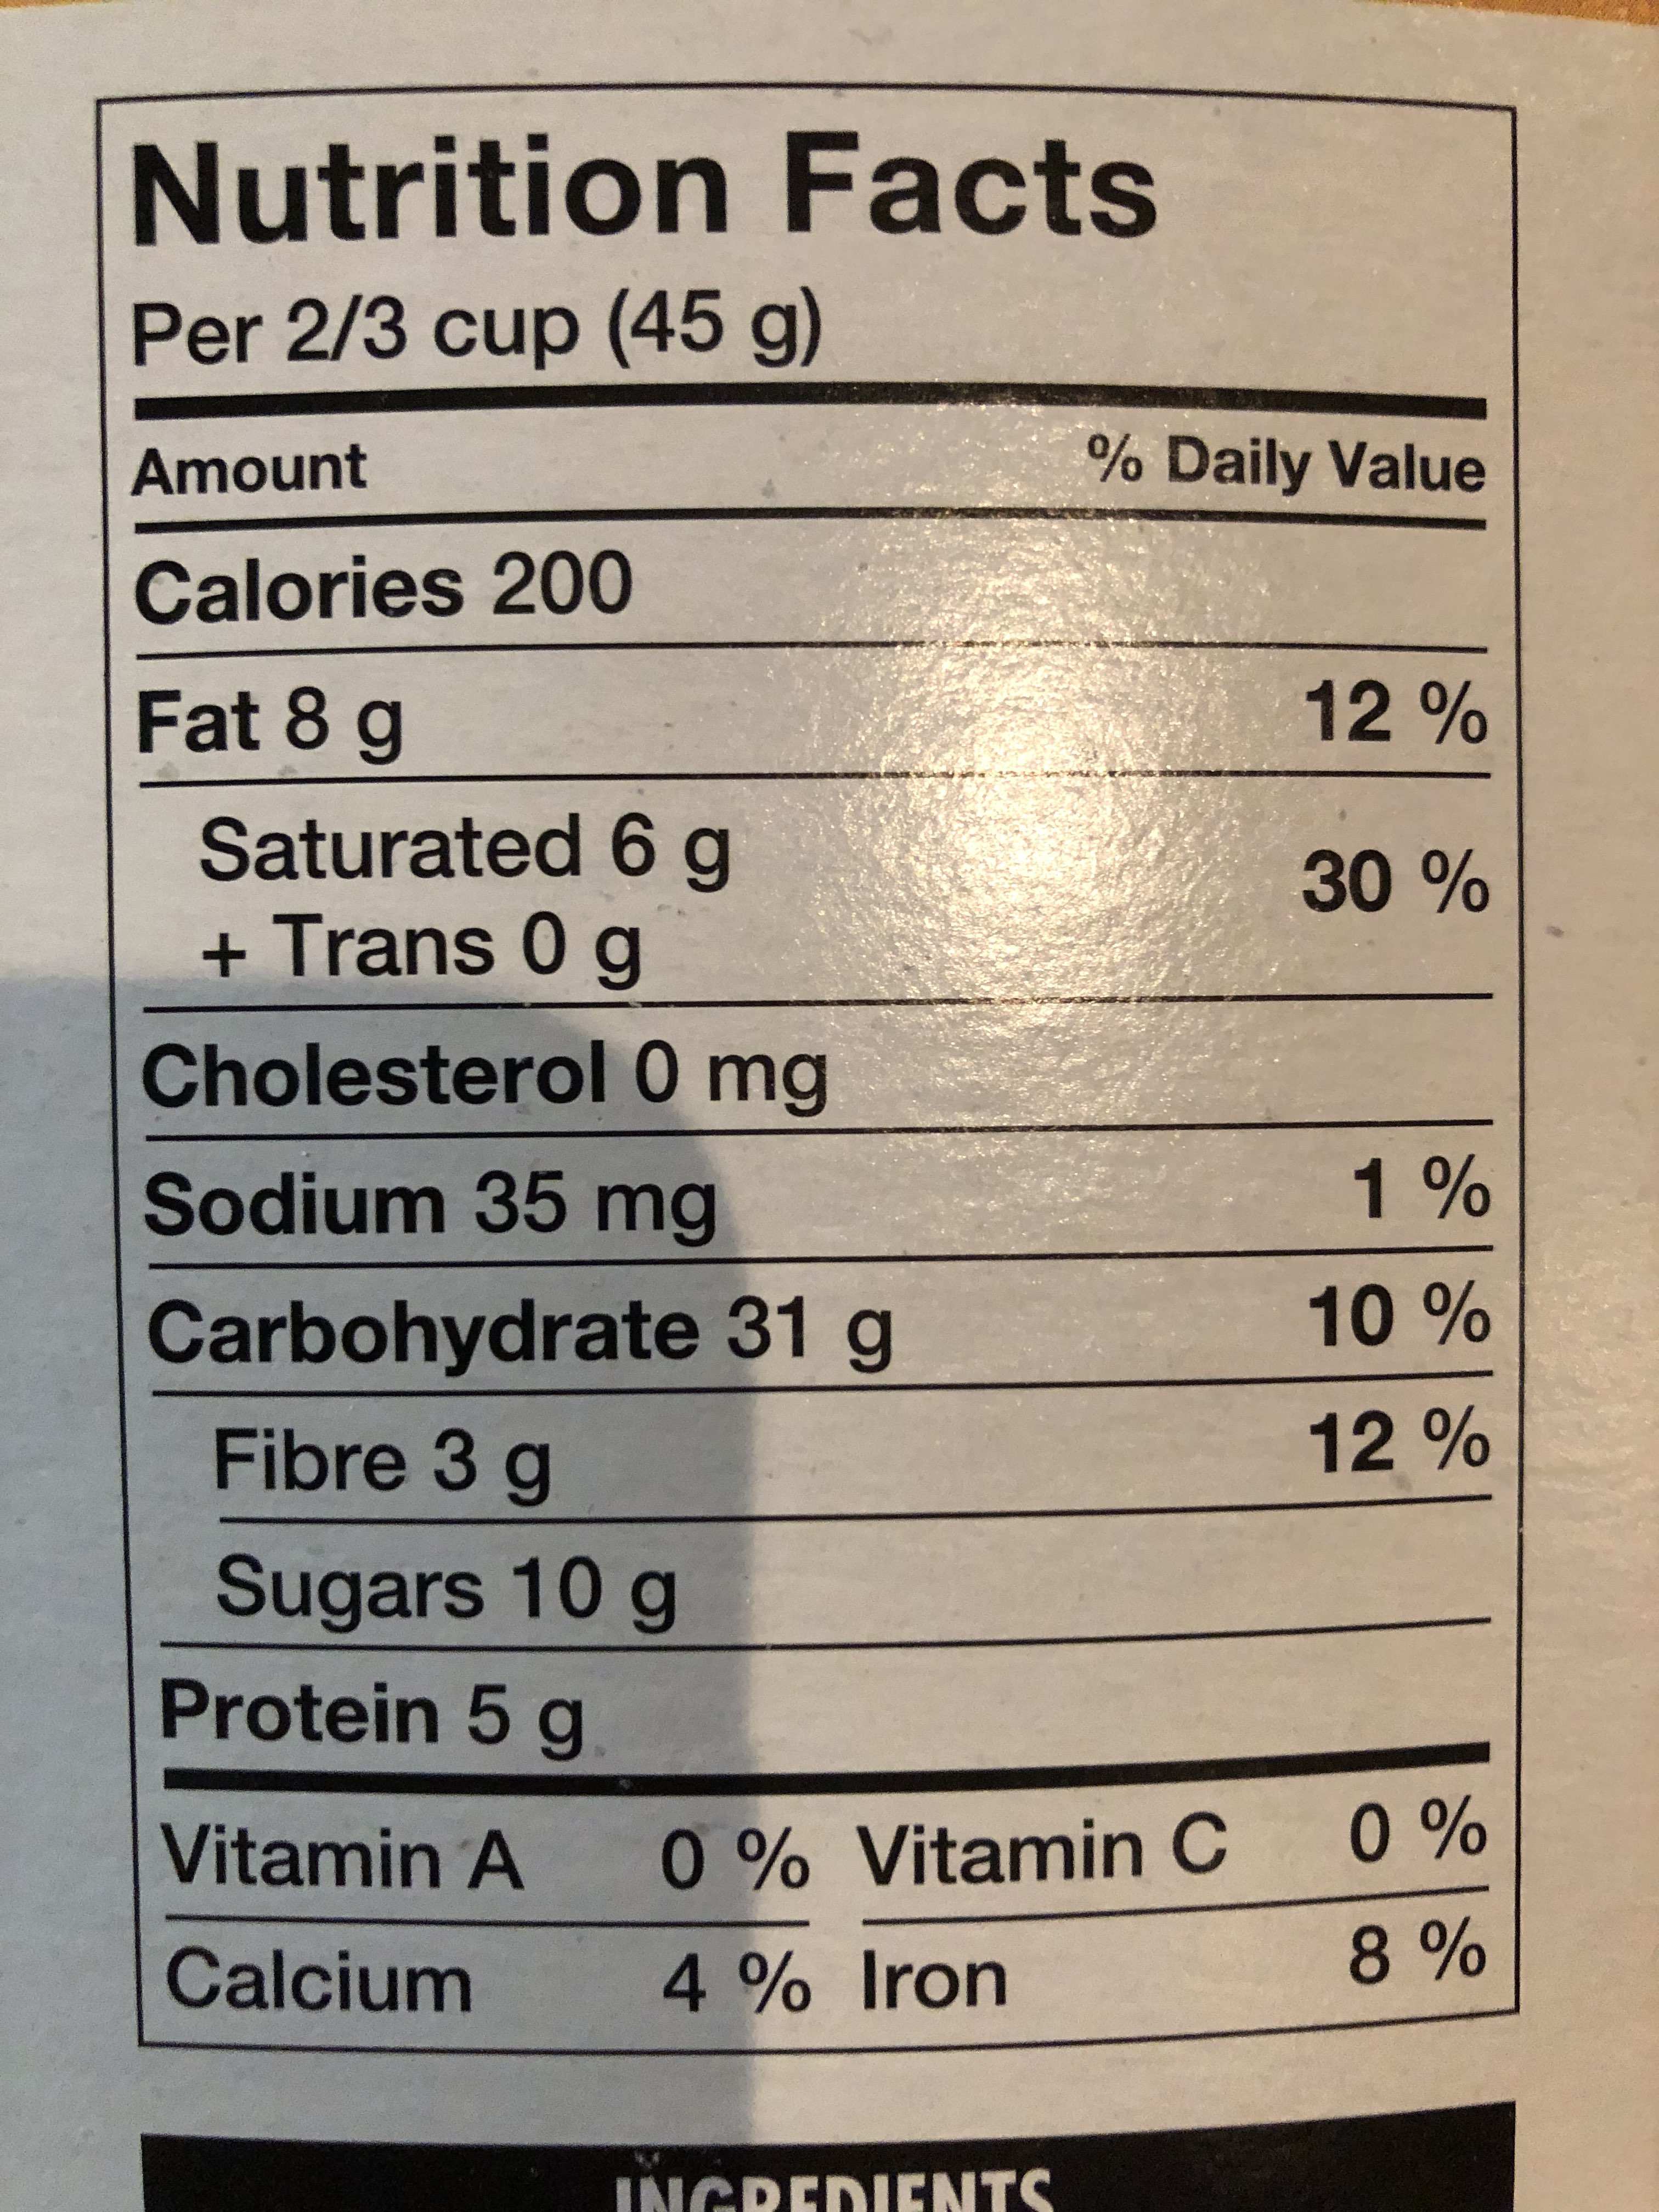 Nutrition Facts
Per 2/3 cup (45 g)
Amount % Daily Value
Calories 200
Fat 8 g 12 %
Saturated 6 g 30 %
+ Trans 0 g
Cholesterol 0 mg
Sodium 35 mg 1 %
Carbohydrate 31 g 10 %
Fibre 3 g 12 %
Sugars 10 g
Protein 5 g
Vitamin A 0 % Vitamin C 0 %
Calcium 4 % Iron 8 %
INGREDIENTS